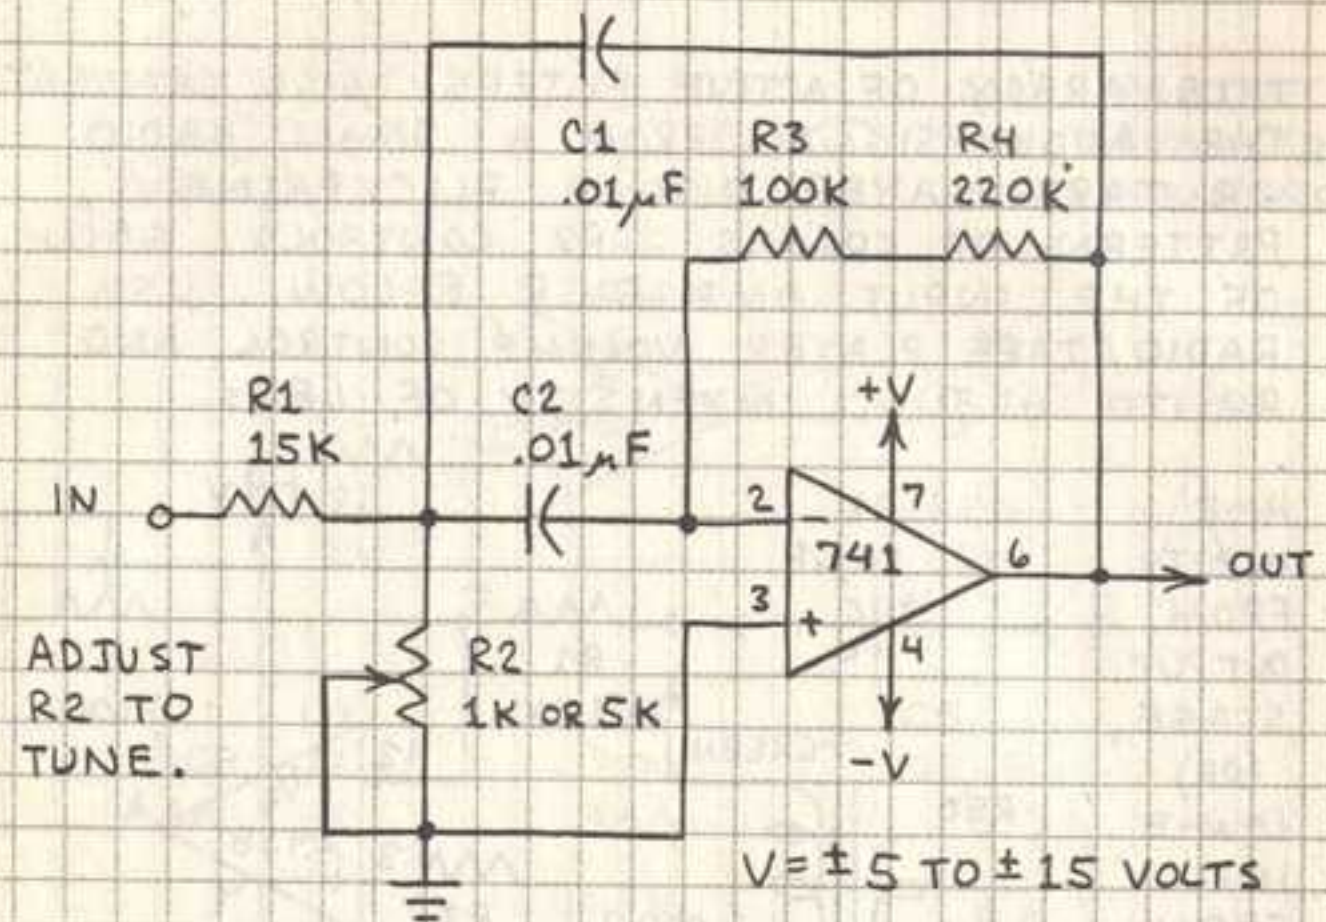 C1
.01μF
R3
100K
R4
220K
R1
15K
C2
.01μF
+V
IN
2
7
-
741
6
OUT
3
+
4
ADJUST
R2 TO
TUNE.
R2
1K OR 5K
-V
V=±5 TO ±15 VOLTS